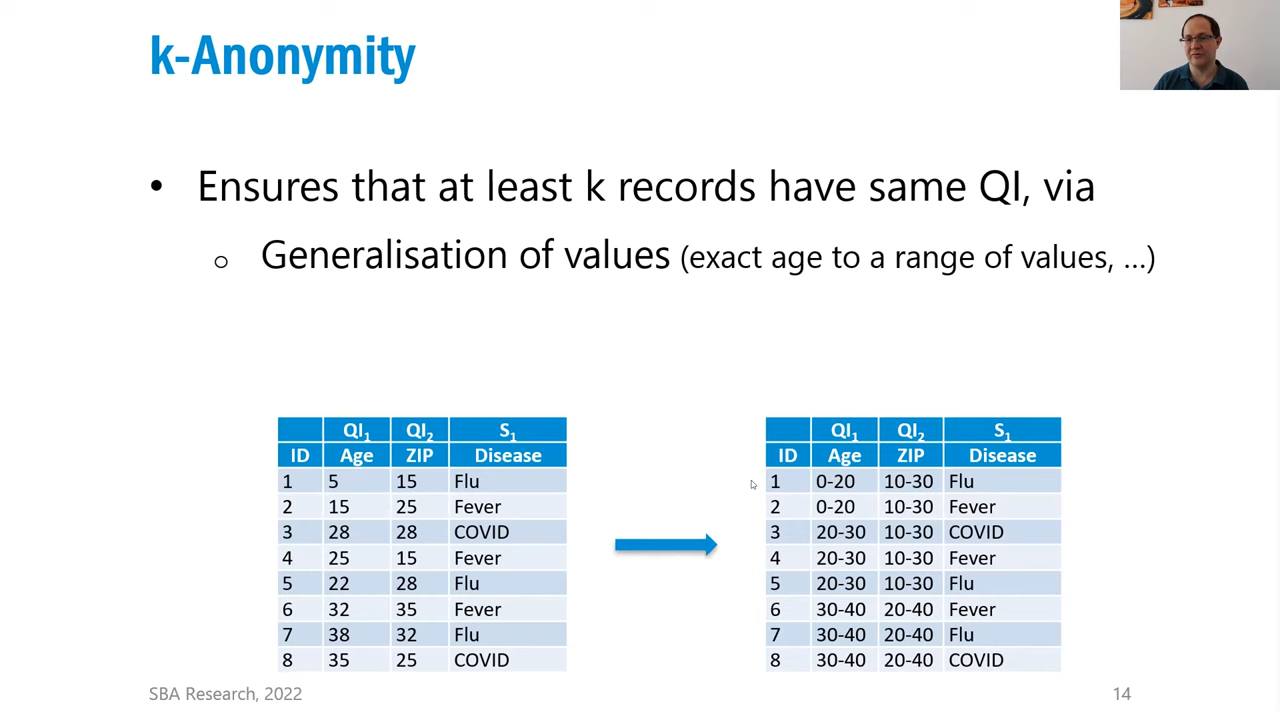 k-Anonymity
• Ensures that at least k records have same QI, via
o Generalisation of values (exact age to a range of values, ...)
QI1 QI2 S1
ID Age ZIP Disease
1 5 15 Flu
2 15 25 Fever
3 28 28 COVID
4 25 15 Fever
5 22 28 Flu
6 32 35 Fever
7 38 32 Flu
8 35 25 COVID
QI1 QI2 S1
ID Age ZIP Disease
1 0-20 10-30 Flu
2 0-20 10-30 Fever
3 20-30 10-30 COVID
4 20-30 10-30 Fever
5 20-30 10-30 Flu
6 30-40 20-40 Fever
7 30-40 20-40 Flu
8 30-40 20-40 COVID
SBA Research, 2022
14